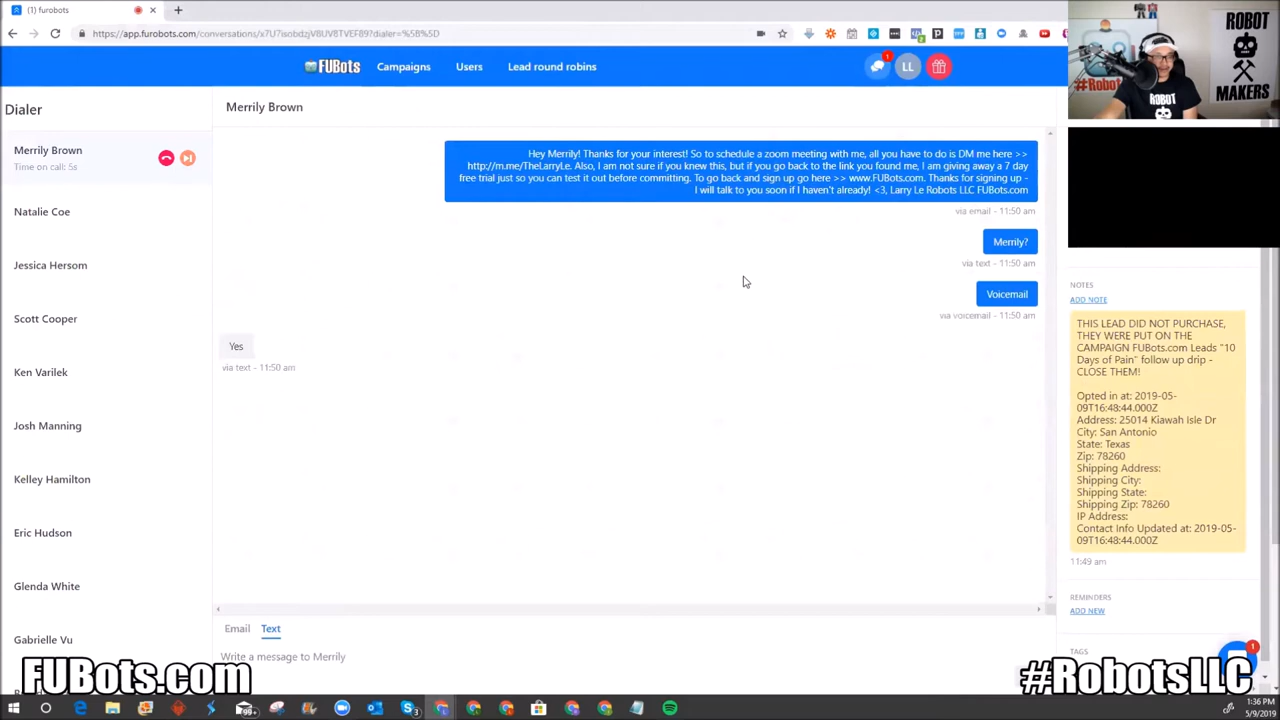 (1) furobots
https://app.furobots.com/conversations/x7U7isobdzjV8UV8TVEF89?dialer=%5B%5D
ROBOT
MAKERS
#Robot
ROBOT
FUBots
Campaigns
Users
Lead round robins
1
LL
Dialer
Merrily Brown
Time on call: 5s
Natalie Coe
Jessica Hersom
Scott Cooper
Ken Varilek
Josh Manning
Kelley Hamilton
Eric Hudson
Glenda White
Gabrielle Vu
Merrily Brown
Hey Merrily! Thanks for your interest! So to schedule a zoom meeting with me, all you have to do is DM me here >>
http://m.me/TheLarryLe. Also, I am not sure if you knew this, but if you go back to the link you found me, I am giving away a 7 day
free trial just so you can test it out before committing. To go back and sign up go here >> www.FUBots.com. Thanks for signing up -
I will talk to you soon if I haven't already! <3, Larry Le Robots LLC FUBots.com
via email - 11:50 am
Merrily?
via text - 11:50 am
Voicemail
via voicemail - 11:50 am
Yes
via text - 11:50 am
Email
Text
Write a message to Merrily
NOTES
ADD NOTE
THIS LEAD DID NOT PURCHASE,
THEY WERE PUT ON THE
CAMPAIGN FUBots.com Leads "10
Days of Pain" follow up drip -
CLOSE THEM!
Opted in at: 2019-05-
09T16:48:44.000Z
Address: 25014 Kiawah Isle Dr
City: San Antonio
State: Texas
Zip: 78260
Shipping Address:
Shipping City:
Shipping State:
Shipping Zip: 78260
IP Address:
Contact Info Updated at: 2019-05-
09T16:48:44.000Z
11:49 am
REMINDERS
ADD NEW
TAGS
1
FUBots.com
#RobotsLLC
99+
3
1:36 PM
5/9/2019